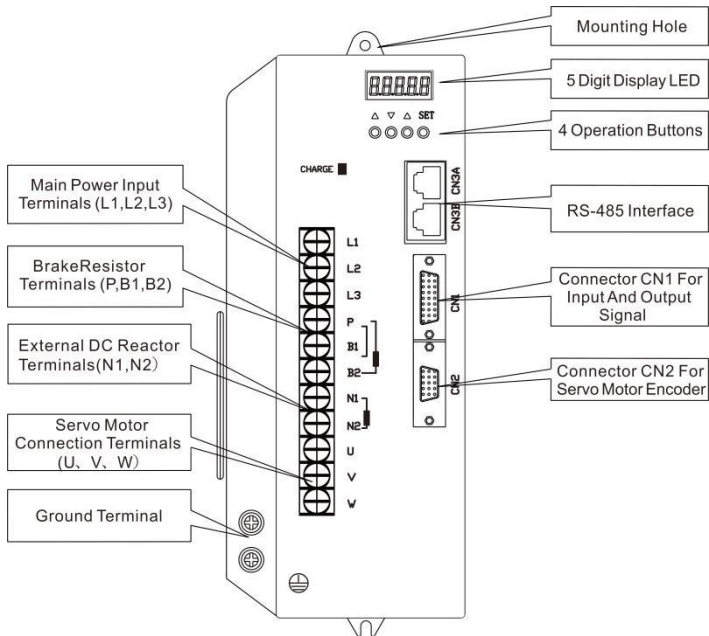 Mounting Hole
88888
5 Digit Display LED
SET
4 Operation Buttons
CHARGE
CN3A
CN3B
RS-485 Interface
Main Power Input
Terminals (L1,L2,L3)
BrakeResistor
Terminals (P,B1,B2)
External DC Reactor
Terminals(N1,N2)
Servo Motor
Connection Terminals
(U、V、W)
Ground Terminal
L1
L2
L3
P
B1
B2
N1
N2
U
V
W
CN1
Connector CN1 For
Input And Output
Signal
CN2
Connector CN2 For
Servo Motor Encoder